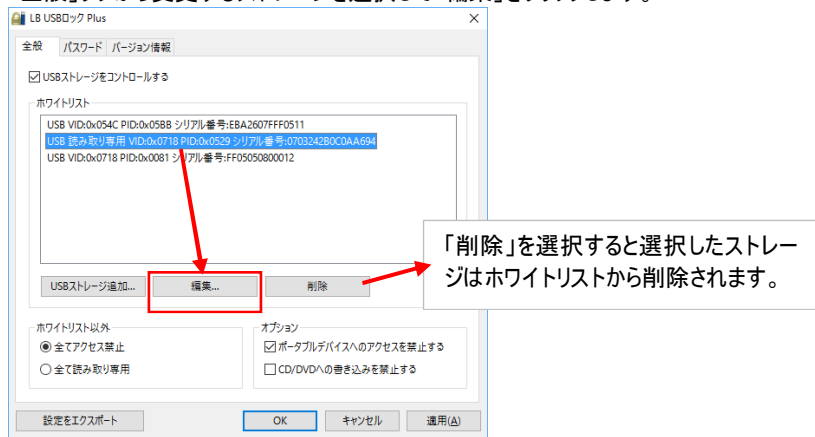 LB USBロック Plus
全般 パスワード バージョン情報
USBストレージをコントロールする
ホワイトリスト
USB VID:0x054C PID:0x05BB シリアル番号:EBA2607FFF0511
USB 読み取り専用 VID:0x0718 PID:0x0529 シリアル番号:0703242B0C0AA694
USB VID:0x0718 PID:0x0081 シリアル番号:FF05050800012
「削除」を選択すると選択したストレー
ジはホワイトリストから削除されます。
USBストレージ追加... 編集... 削除
ホワイトリスト以外
全てアクセス禁止
全て読み取り専用
オプション
ポータブルデバイスへのアクセスを禁止する
CD/DVDへの書き込みを禁止する
設定をエクスポート OK キャンセル 適用(A)